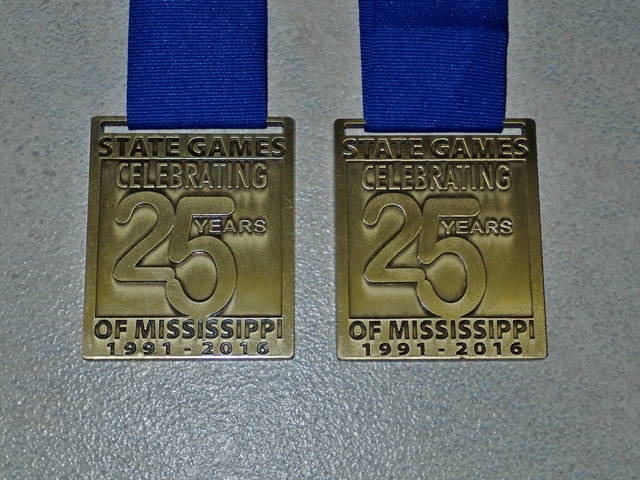 STATE GAMES
CELEBRATING
25
YEARS
OF MISSISSIPPI
1991 - 2016
STATE GAMES
CELEBRATING
25
YEARS
OF MISSISSIPPI
1991 - 2016